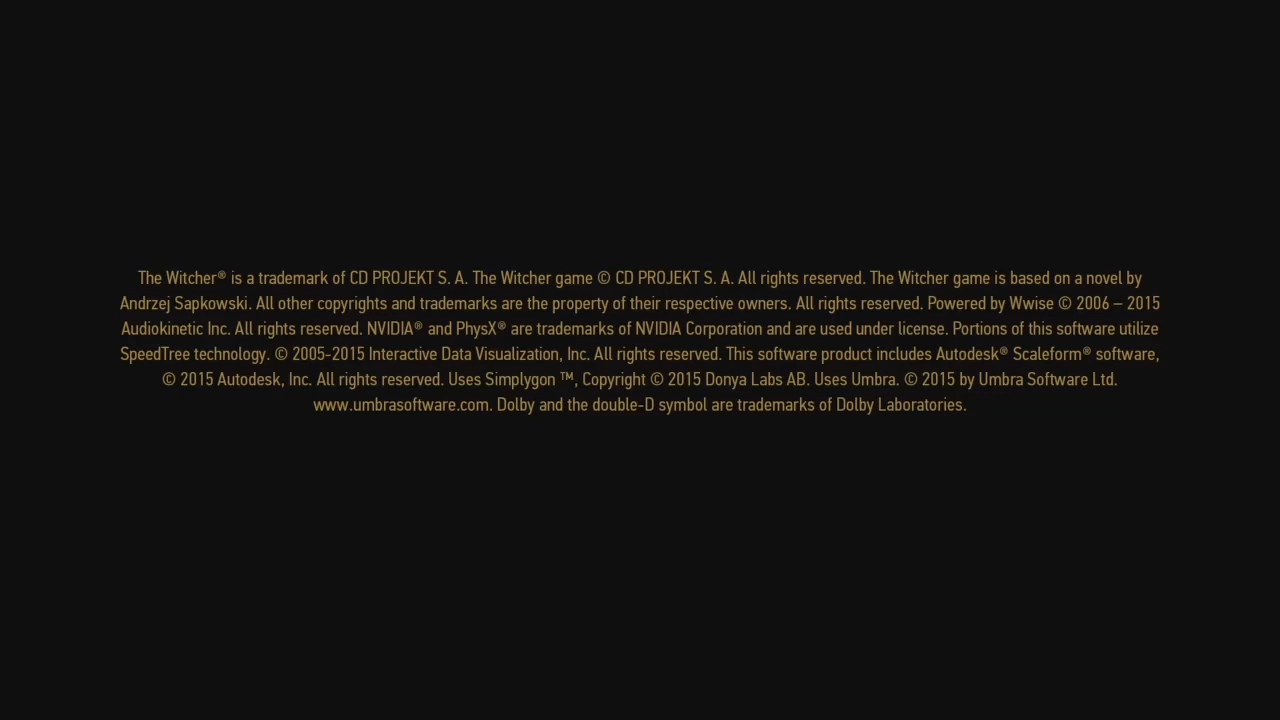 The Witcher® is a trademark of CD PROJEKT S. A. The Witcher game © CD PROJEKT S. A. All rights reserved. The Witcher game is based on a novel by
Andrzej Sapkowski. All other copyrights and trademarks are the property of their respective owners. All rights reserved. Powered by Wwise © 2006 – 2015
Audiokinetic Inc. All rights reserved. NVIDIA® and PhysX® are trademarks of NVIDIA Corporation and are used under license. Portions of this software utilize
SpeedTree technology. © 2005-2015 Interactive Data Visualization, Inc. All rights reserved. This software product includes Autodesk® Scaleform® software,
© 2015 Autodesk, Inc. All rights reserved. Uses Simplygon ™, Copyright © 2015 Donya Labs AB. Uses Umbra. © 2015 by Umbra Software Ltd.
www.umbrasoftware.com. Dolby and the double-D symbol are trademarks of Dolby Laboratories.